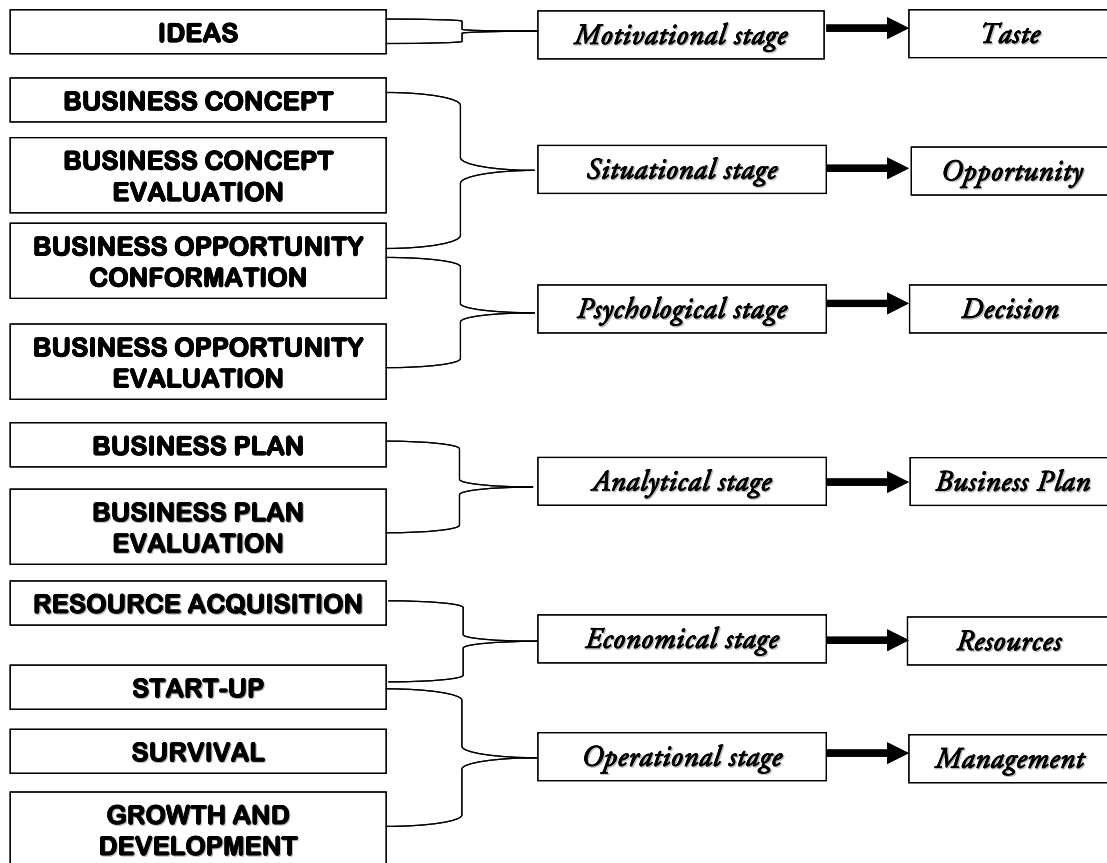 IDEAS
Motivational stage
Taste
BUSINESS CONCEPT
BUSINESS CONCEPT
EVALUATION
Situational stage
Opportunity
BUSINESS OPPORTUNITY
CONFORMATION
Psychological stage
Decision
BUSINESS OPPORTUNITY
EVALUATION
BUSINESS PLAN
Analytical stage
Business Plan
BUSINESS PLAN
EVALUATION
RESOURCE ACQUISITION
Economical stage
Resources
START-UP
SURVIVAL
Operational stage
Management
GROWTH AND
DEVELOPMENT